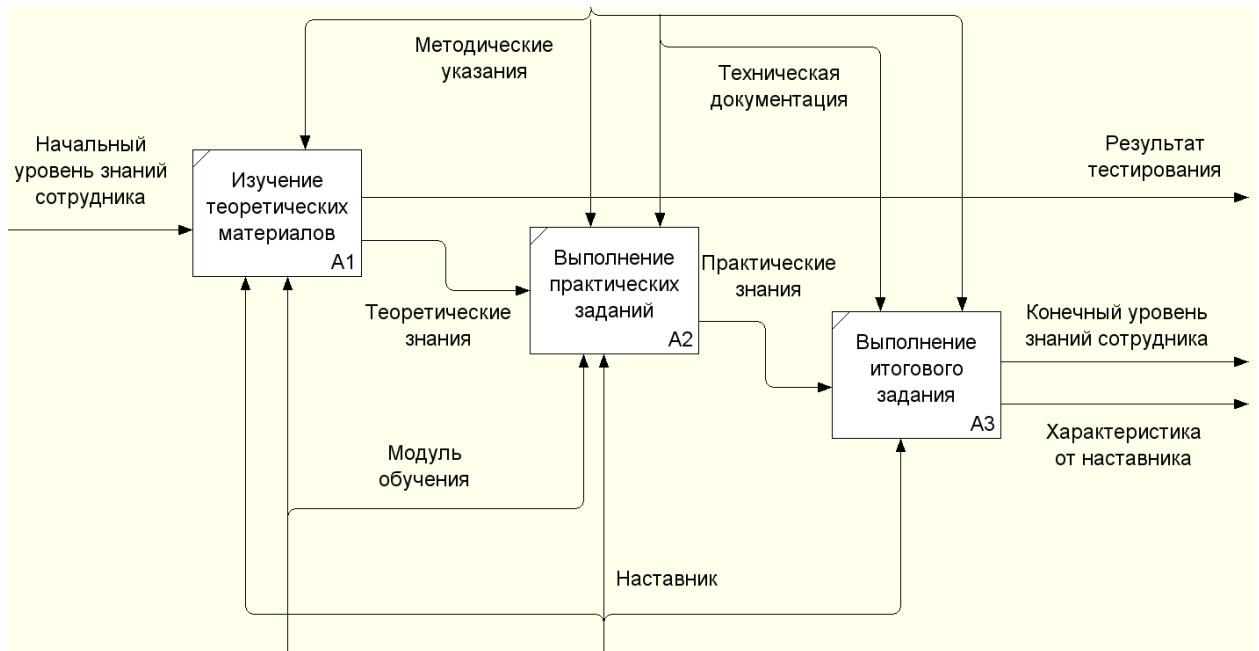 Методические
указания
Техническая
документация
Начальный
уровень знаний
сотрудника
Результат
тестирования
Изучение
теоретических
материалов
A1
Теоретические
знания
Выполнение
практических
заданий
A2
Практические
знания
Выполнение
итогового
задания
A3
Конечный уровень
знаний сотрудника
Характеристика
от наставника
Модуль
обучения
Наставник